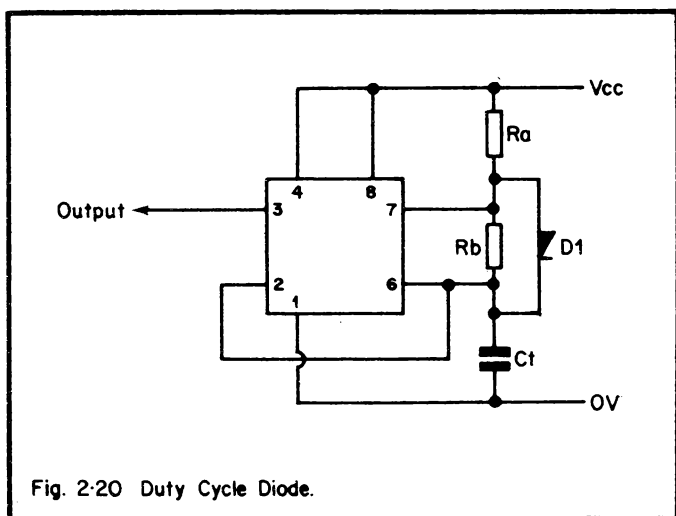 Vcc
Ra
4
8
Output
3
7
Rb
D1
2
6
1
Ct
0V
Fig. 2·20 Duty Cycle Diode.